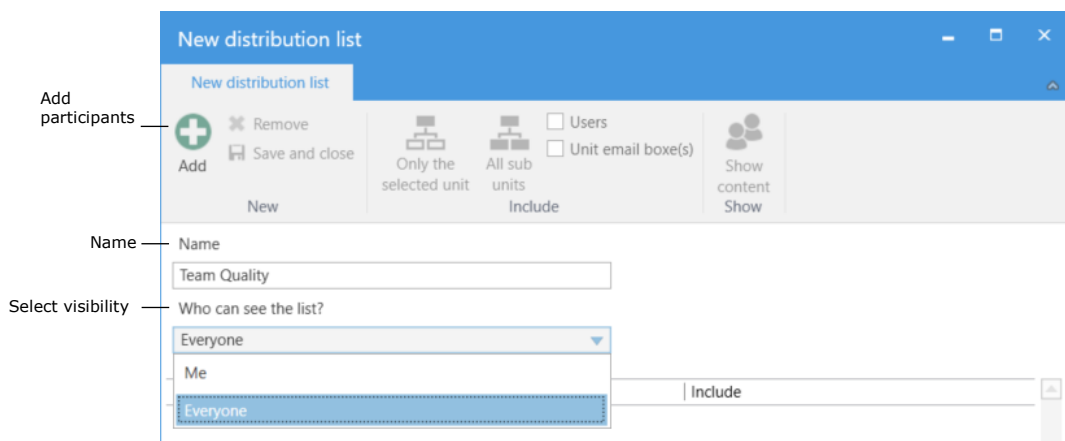 New distribution list
New distribution list
Add
participants
Add
Remove
Save and close
New
Only the
selected unit
All sub
units
Users
Unit email boxe(s)
Include
Show
content
Show
Name
Name
Team Quality
Select visibility
Who can see the list?
Everyone
Me
Include
Everyone